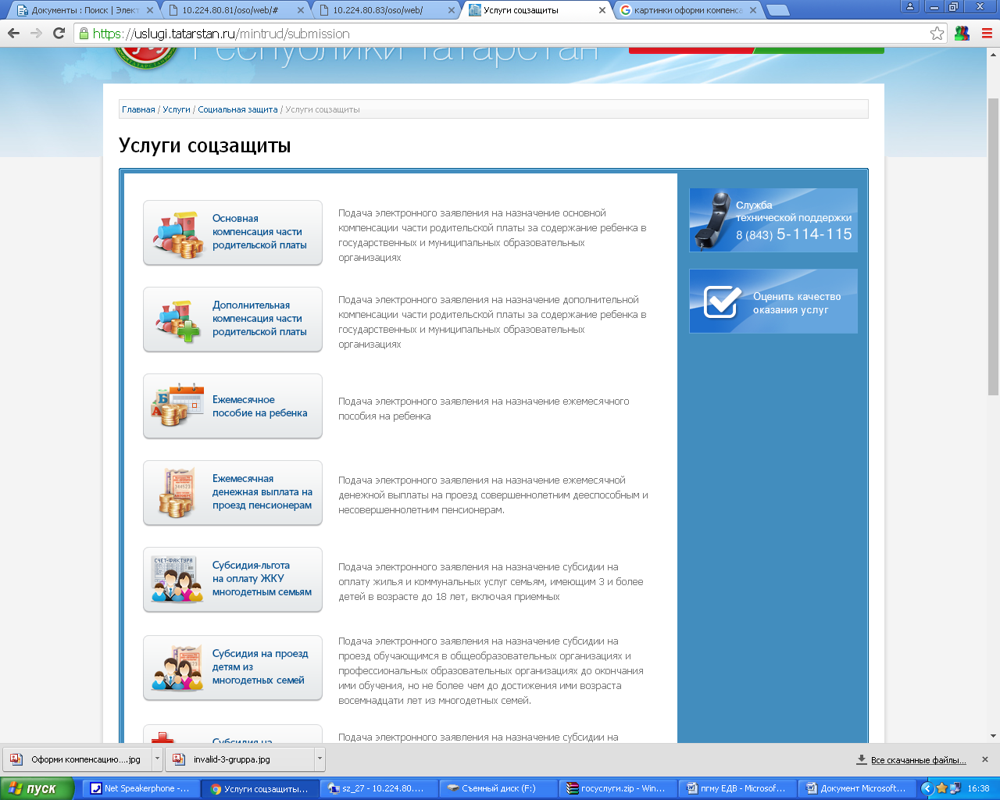 Документы : Поиск | Элект
10.224.80.81/oso/web/#
10.224.80.83/oso/web/
Услуги соцзащиты
картинки оформи компенса
https://uslugi.tatarstan.ru/mintrud/submission
Республики Татарстан
ТАТАРСТАН
Главная / Услуги / Социальная защита / Услуги соцзащиты
Услуги соцзащиты
Основная
компенсация части
родительской платы
Подача электронного заявления на назначение основной
компенсации части родительской платы за содержание ребенка в
государственных и муниципальных образовательных
организациях
Дополнительная
компенсация части
родительской платы
Подача электронного заявления на назначение дополнительной
компенсации части родительской платы за содержание ребенка в
государственных и муниципальных образовательных
организациях
Ежемесячное
пособие на ребенка
Подача электронного заявления на назначение ежемесячного
пособия на ребенка
Ежемесячная
денежная выплата на
проезд пенсионерам
Подача электронного заявления на назначение ежемесячной
денежной выплаты на проезд совершеннолетним дееспособным и
несовершеннолетним пенсионерам.
СЧЕТ-ФАКТУРА
Субсидия-льгота
на оплату ЖКУ
многодетным семьям
Подача электронного заявления на назначение субсидии на
оплату жилья и коммунальных услуг семьям, имеющим 3 и более
детей в возрасте до 18 лет, включая приемных
Субсидия на проезд
детям из
многодетных семей
Подача электронного заявления на назначение субсидии на
проезд обучающимся в общеобразовательных организациях и
профессиональных образовательных организациях до окончания
ими обучения, но не более чем до достижения ими возраста
восемнадцати лет из многодетных семей.
Субсидия на
Подача электронного заявления на назначение субсидии на
Служба
технической поддержки
8 (843) 5-114-115
Оценить качество
оказания услуг
Оформи компенсацию....jpg
invalid-3-gruppa.jpg
Все скачанные файлы...
пуск
Net Speakerphone -...
Услуги соцзащиты...
sz_27 - 10.224.80....
Съемный диск (F:)
госуслуги.zip - Win...
пгму ЕДВ - Microsof...
Документ Microsoft...
16:38